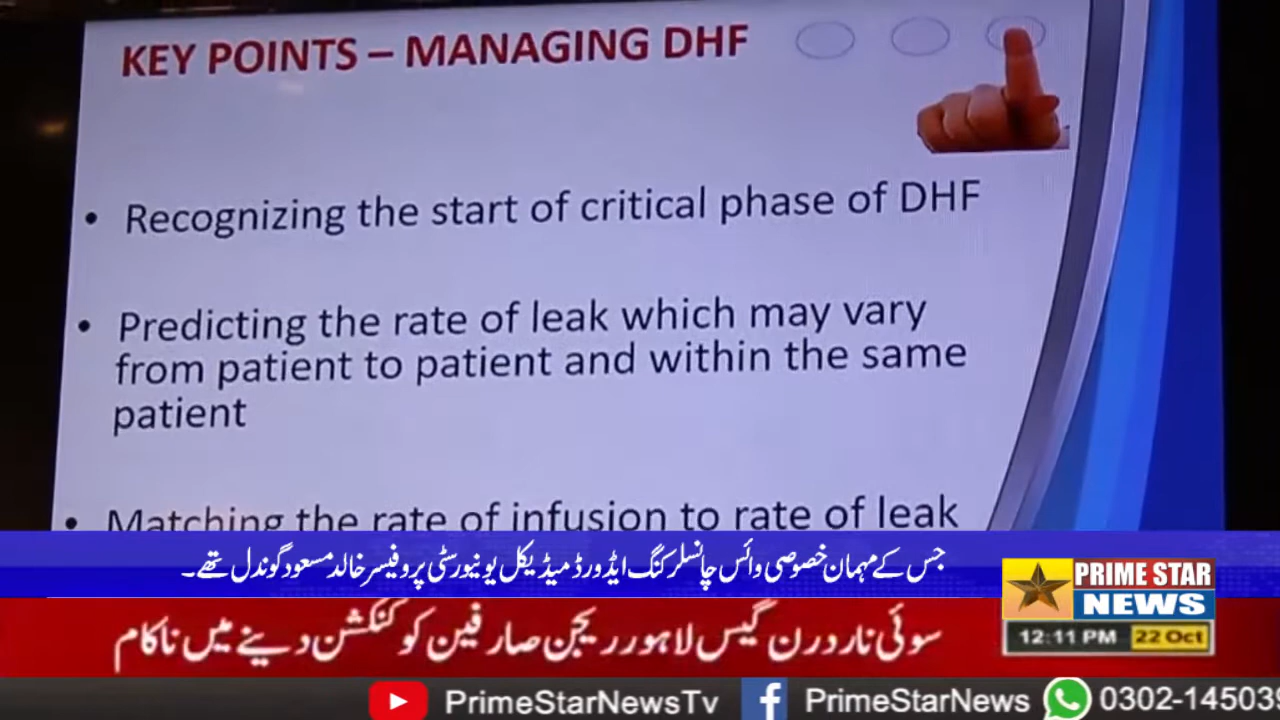 KEY POINTS – MANAGING DHF
• Recognizing the start of critical phase of DHF
• Predicting the rate of leak which may vary
from patient to patient and within the same
patient
• Matching the rate of infusion to rate of leak
جس کے مہمان خصوصی وائس چانسلر کنگ ایڈورڈ میڈیکل یونیورسٹی پروفیسر خالد مسعود گوندل تھے۔
سوئی ناردرن گیس لاہور ریجن صارفین کو کنکشن دینے میں ناکام
PRIME STAR
NEWS
12:11 PM 22 Oct
PrimeStarNewsTv PrimeStarNews 0302-145039